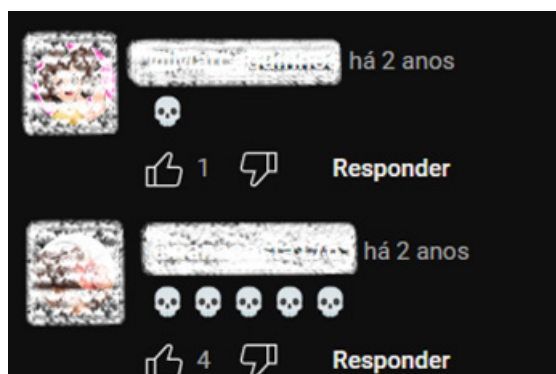 há 2 anos
💀
1 Responder
há 2 anos
💀💀💀💀💀
4 Responder